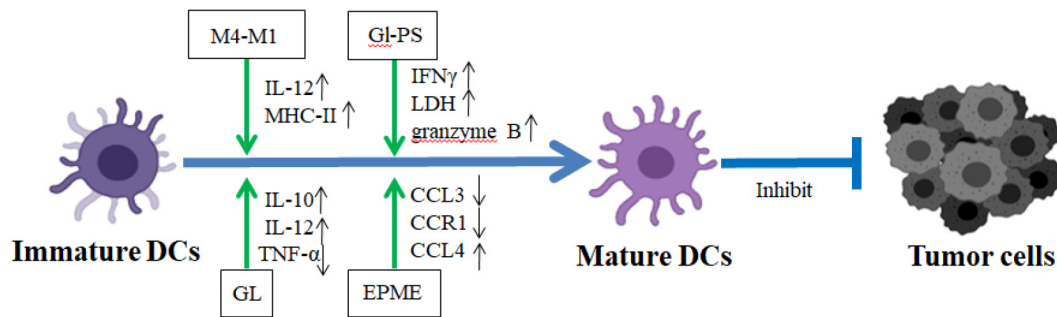 M4-M1
Gl-PS
IL-12↑
MHC-II↑
IFNγ↑
LDH↑
granzyme B↑
Inhibit
Immature DCs
IL-10↑
IL-12↑
TNF-α↓
CCL3↓
CCR1↓
CCL4↑
Mature DCs
Tumor cells
GL
EPME